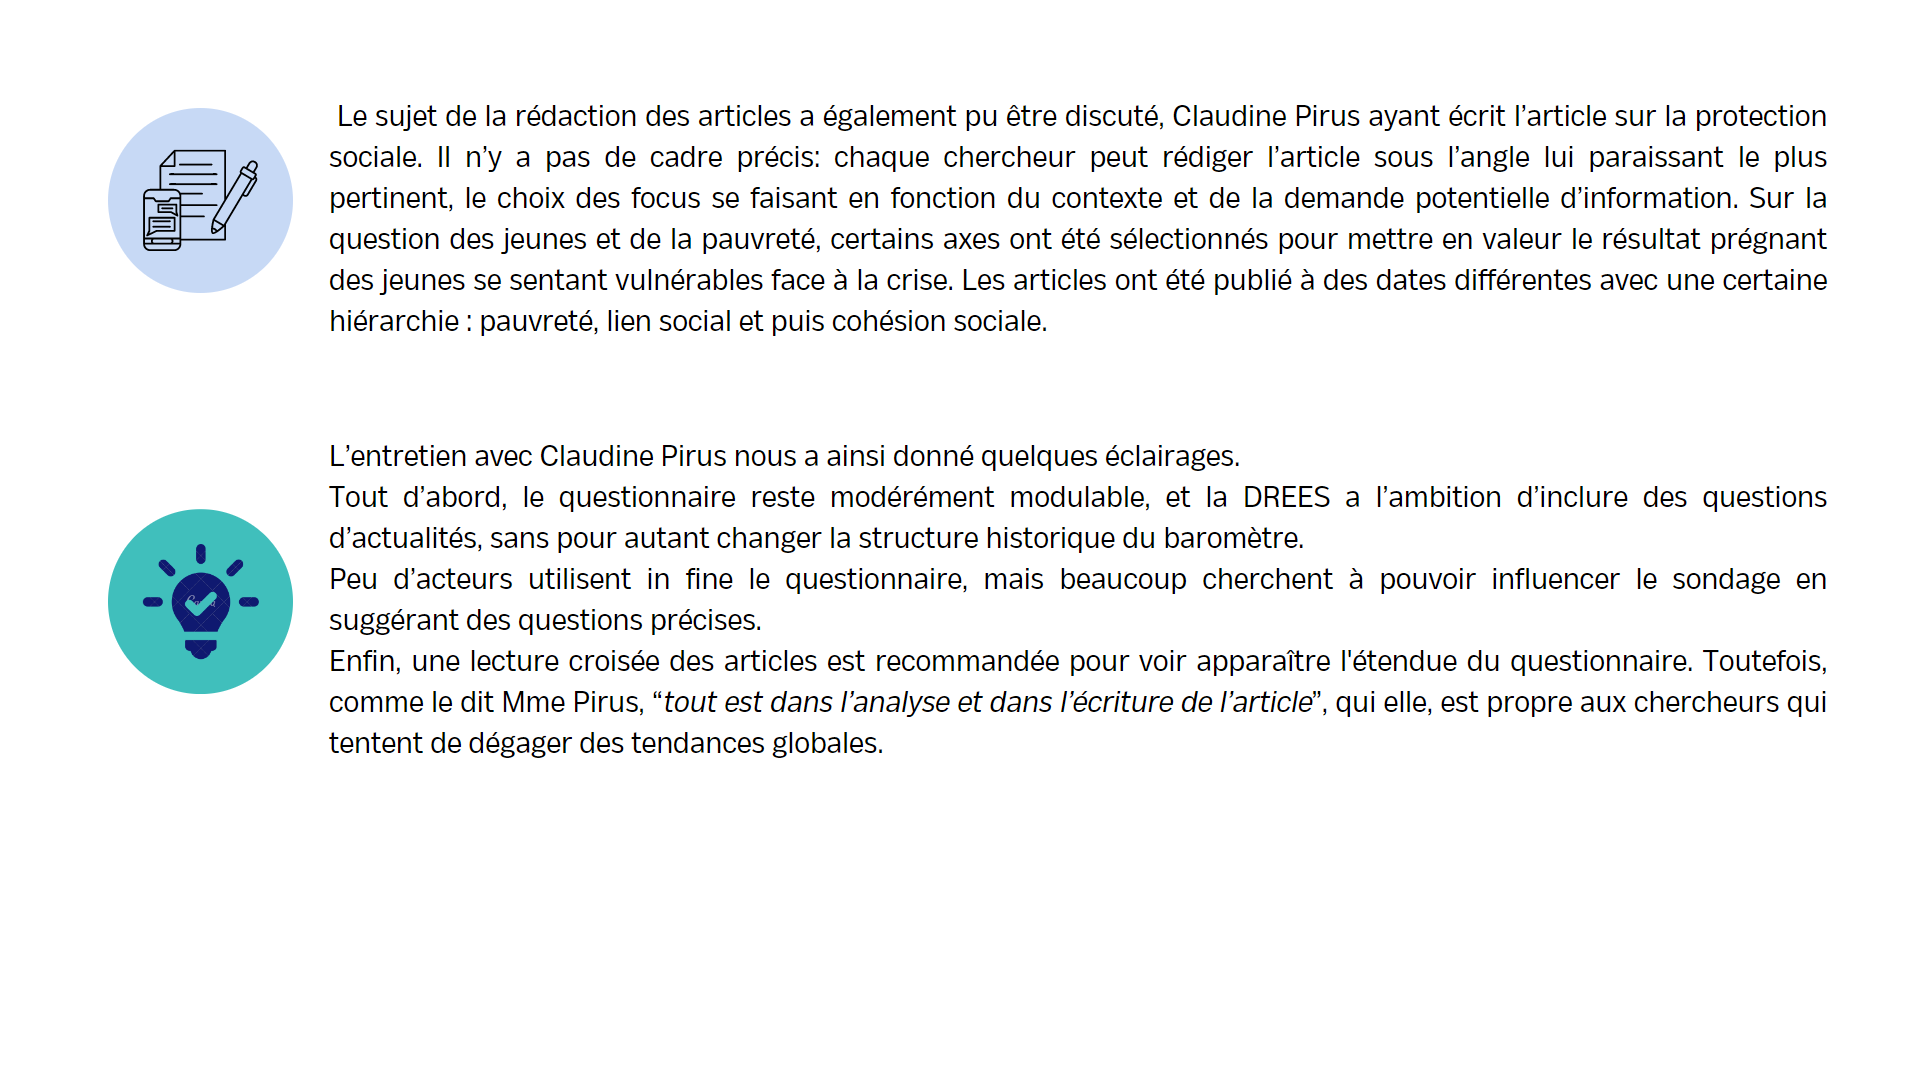 Le sujet de la rédaction des articles a également pu être discuté, Claudine Pirus ayant écrit l’article sur la protection
sociale. Il n’y a pas de cadre précis: chaque chercheur peut rédiger l’article sous l’angle lui paraissant le plus
pertinent, le choix des focus se faisant en fonction du contexte et de la demande potentielle d’information. Sur la
question des jeunes et de la pauvreté, certains axes ont été sélectionnés pour mettre en valeur le résultat prégnant
des jeunes se sentant vulnérables face à la crise. Les articles ont été publié à des dates différentes avec une certaine
hiérarchie : pauvreté, lien social et puis cohésion sociale.
L’entretien avec Claudine Pirus nous a ainsi donné quelques éclairages.
Tout d’abord, le questionnaire reste modérément modulable, et la DREES a l’ambition d’inclure des questions
d’actualités, sans pour autant changer la structure historique du baromètre.
Peu d’acteurs utilisent in fine le questionnaire, mais beaucoup cherchent à pouvoir influencer le sondage en
suggérant des questions précises.
Enfin, une lecture croisée des articles est recommandée pour voir apparaître l'étendue du questionnaire. Toutefois,
comme le dit Mme Pirus, “tout est dans l’analyse et dans l’écriture de l’article”, qui elle, est propre aux chercheurs qui
tentent de dégager des tendances globales.